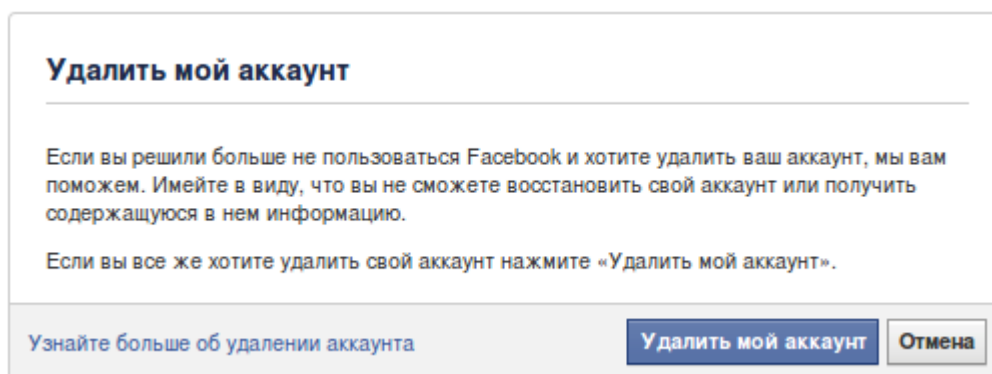 Удалить мой аккаунт
Если вы решили больше не пользоваться Facebook и хотите удалить ваш аккаунт, мы вам
поможем. Имейте в виду, что вы не сможете восстановить свой аккаунт или получить
содержащуюся в нем информацию.
Если вы все же хотите удалить свой аккаунт нажмите «Удалить мой аккаунт».
Узнайте больше об удалении аккаунта
Удалить мой аккаунт
Отмена